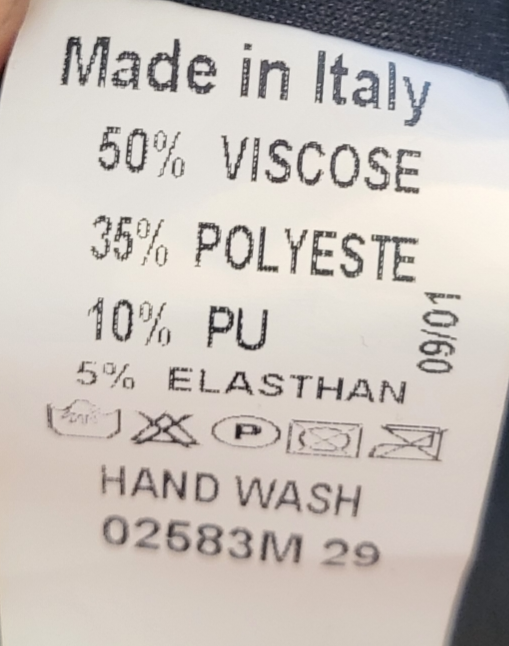 Made in Italy
50% VISCOSE
35% POLYESTE
10% PU
5% ELASTHAN
09/01
P
HAND WASH
02583M 29